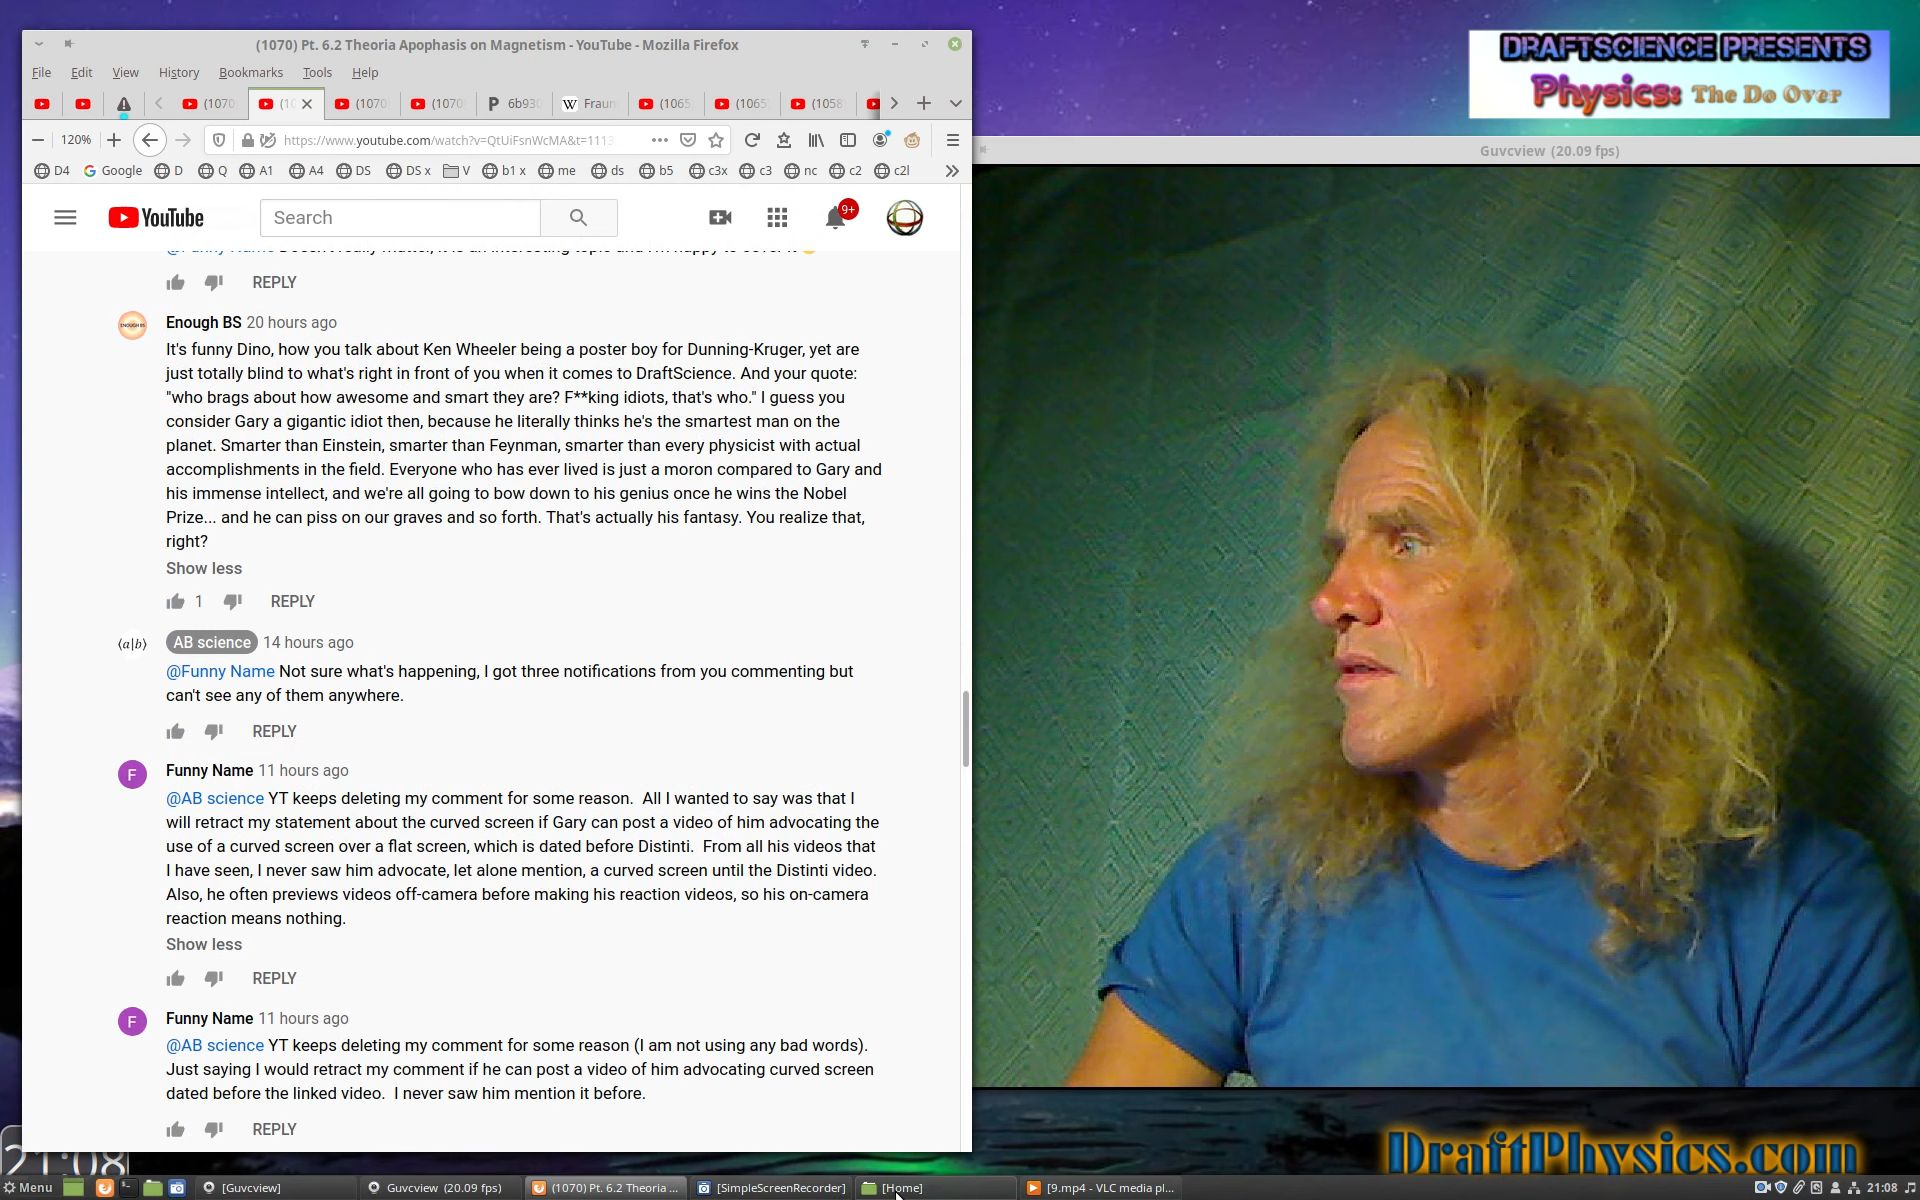 (1070) Pt. 6.2 Theoria Apophasis on Magnetism - YouTube - Mozilla Firefox
File Edit View History Bookmarks Tools Help
(1070 (10 (1070 (1070 6b930 Fraun (1065 (1065 (1058
120% https://www.youtube.com/watch?v=QtUiFsnWcMA&t=1113
D4 Google D Q A1 A4 DS DS x V b1 x me ds b5 c3x c3 nc c2 c2l
YouTube Search 9+
REPLY
Enough BS 20 hours ago
It's funny Dino, how you talk about Ken Wheeler being a poster boy for Dunning-Kruger, yet are
just totally blind to what's right in front of you when it comes to DraftScience. And your quote:
"who brags about how awesome and smart they are? F**king idiots, that's who." I guess you
consider Gary a gigantic idiot then, because he literally thinks he's the smartest man on the
planet. Smarter than Einstein, smarter than Feynman, smarter than every physicist with actual
accomplishments in the field. Everyone who has ever lived is just a moron compared to Gary and
his immense intellect, and we're all going to bow down to his genius once he wins the Nobel
Prize... and he can piss on our graves and so forth. That's actually his fantasy. You realize that,
right?
Show less
1 REPLY
⟨a|b⟩ AB science 14 hours ago
@Funny Name Not sure what's happening, I got three notifications from you commenting but
can't see any of them anywhere.
REPLY
F Funny Name 11 hours ago
@AB science YT keeps deleting my comment for some reason. All I wanted to say was that I
will retract my statement about the curved screen if Gary can post a video of him advocating the
use of a curved screen over a flat screen, which is dated before Distinti. From all his videos that
I have seen, I never saw him advocate, let alone mention, a curved screen until the Distinti video.
Also, he often previews videos off-camera before making his reaction videos, so his on-camera
reaction means nothing.
Show less
REPLY
F Funny Name 11 hours ago
@AB science YT keeps deleting my comment for some reason (I am not using any bad words).
Just saying I would retract my comment if he can post a video of him advocating curved screen
dated before the linked video. I never saw him mention it before.
REPLY
DRAFTSCIENCE PRESENTS
Physics: The Do Over
Guvcview (20.09 fps)
DraftPhysics.com
21:08
Menu [Guvcview] Guvcview (20.09 fps) (1070) Pt. 6.2 Theoria ... [SimpleScreenRecorder] [Home] [9.mp4 - VLC media pl... 21:08